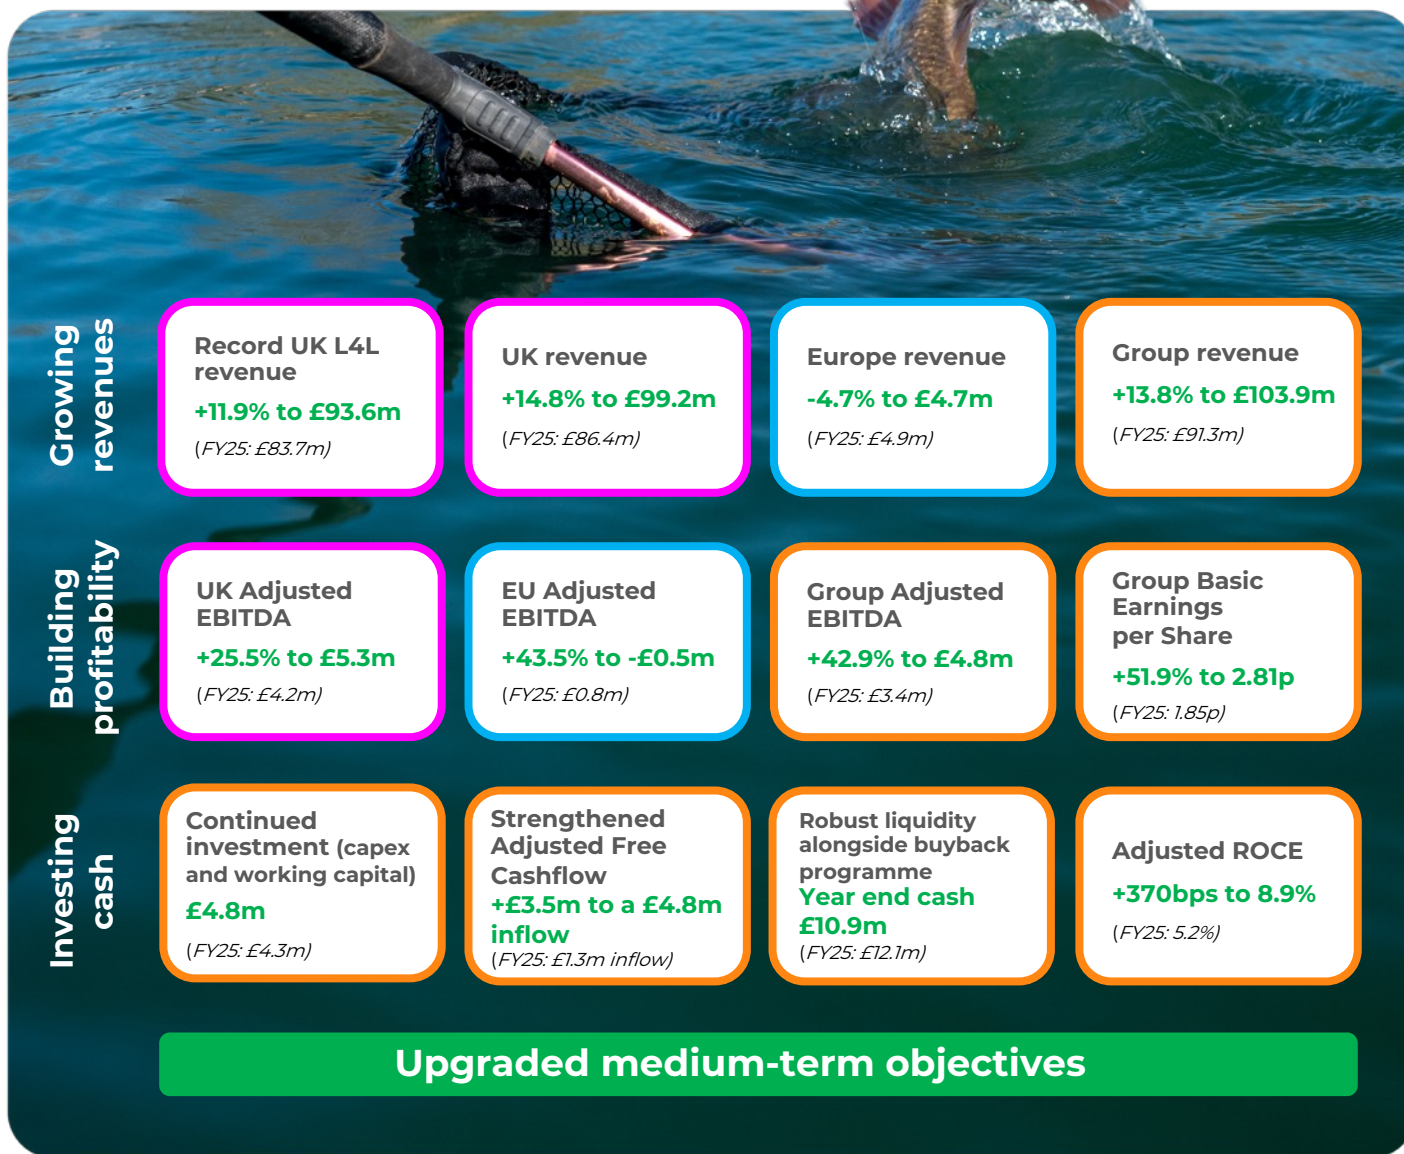 Growing
revenues
Record UK L4L
revenue
+11.9% to £93.6m
(FY25: £83.7m)
UK revenue
+14.8% to £99.2m
(FY25: £86.4m)
Europe revenue
-4.7% to £4.7m
(FY25: £4.9m)
Group revenue
+13.8% to £103.9m
(FY25: £91.3m)
Building
profitability
UK Adjusted
EBITDA
+25.5% to £5.3m
(FY25: £4.2m)
EU Adjusted
EBITDA
+43.5% to -£0.5m
(FY25: £0.8m)
Group Adjusted
EBITDA
+42.9% to £4.8m
(FY25: £3.4m)
Group Basic
Earnings
per Share
+51.9% to 2.81p
(FY25: 1.85p)
Investing
cash
Continued
investment (capex
and working capital)
£4.8m
(FY25: £4.3m)
Strengthened
Adjusted Free
Cashflow
+£3.5m to a £4.8m
inflow
(FY25: £1.3m inflow)
Robust liquidity
alongside buyback
programme
Year end cash
£10.9m
(FY25: £12.1m)
Adjusted ROCE
+370bps to 8.9%
(FY25: 5.2%)
Upgraded medium-term objectives